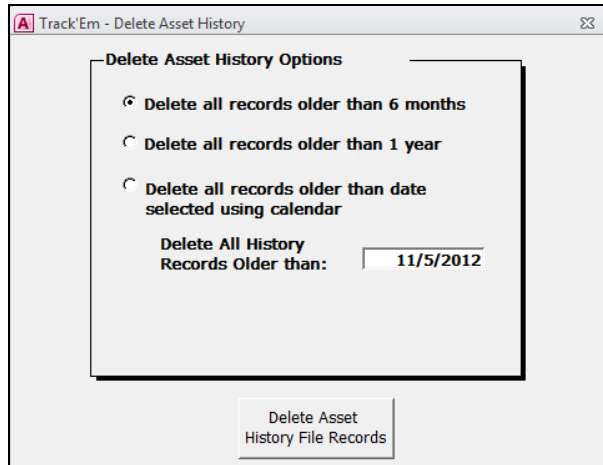 A Track'Em - Delete Asset History
Delete Asset History Options
Delete all records older than 6 months
Delete all records older than 1 year
Delete all records older than date
selected using calendar
Delete All History
Records Older than:
11/5/2012
Delete Asset
History File Records